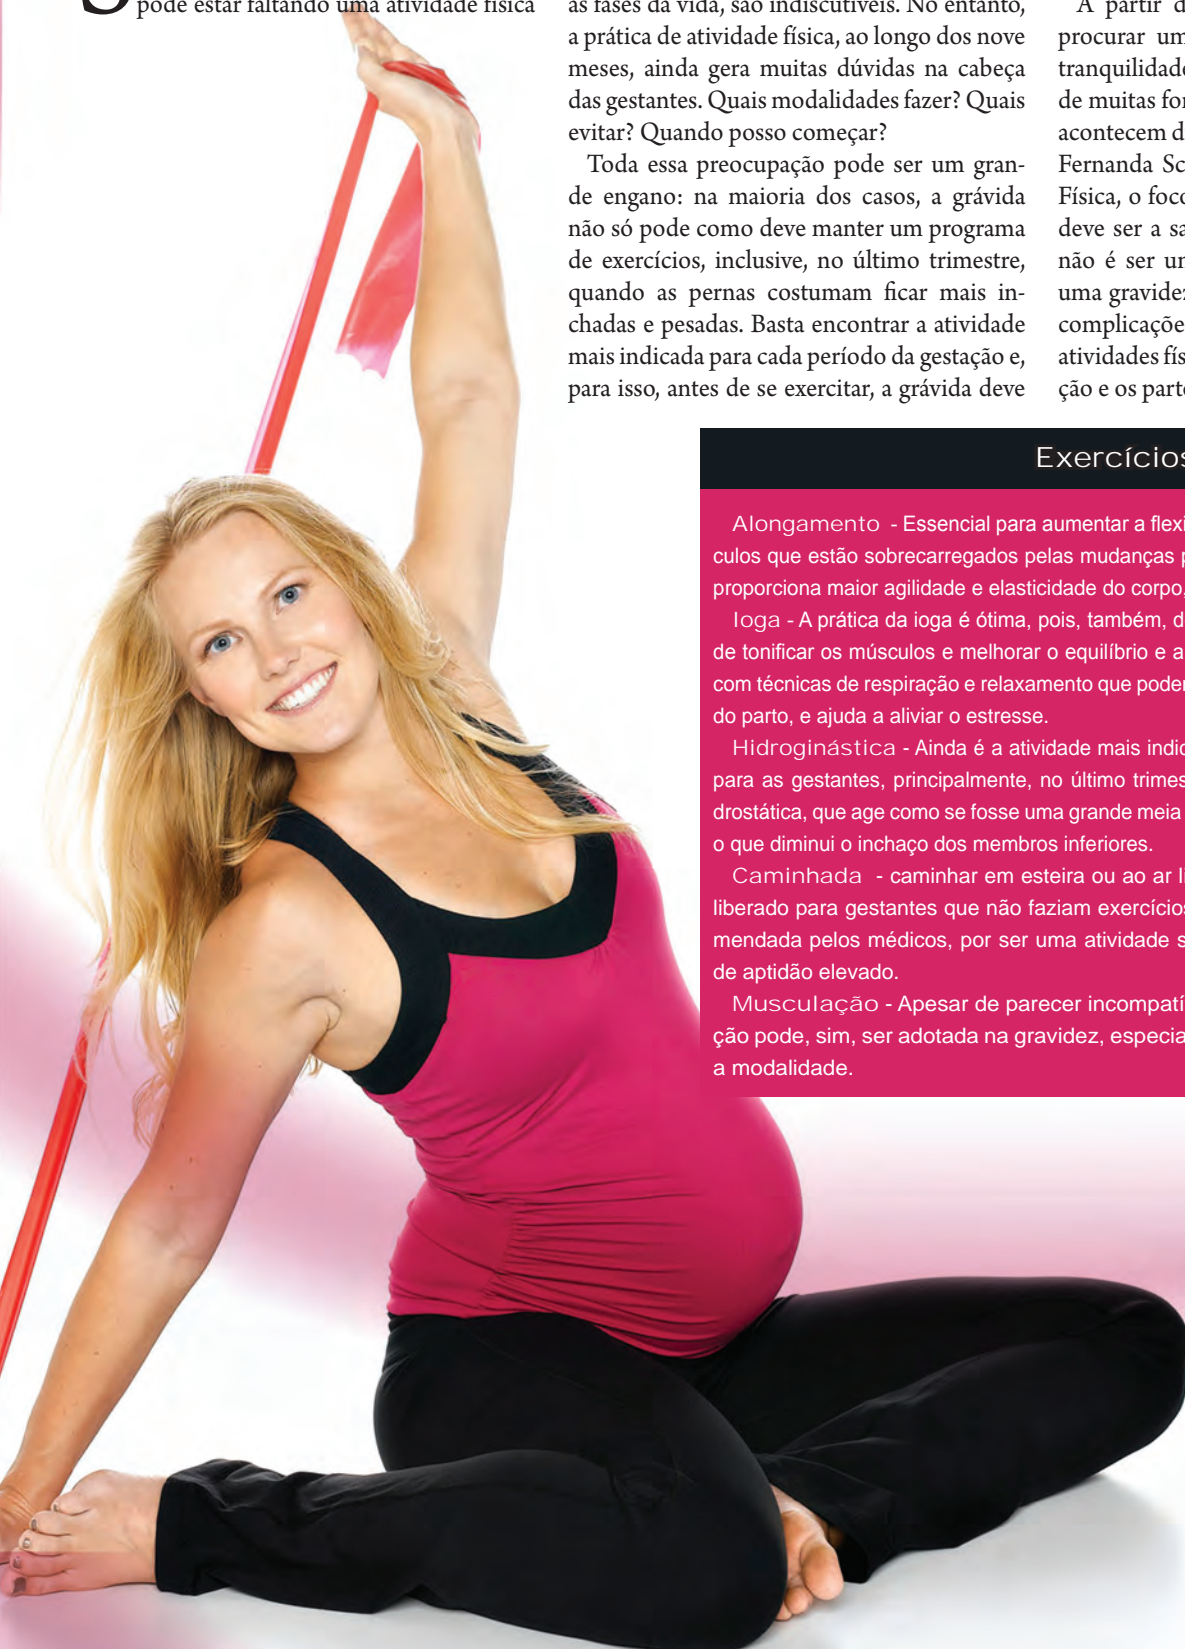 S
pode estar faltando uma atividade física
as fases da vida, são indiscutíveis. No entanto,
a prática de atividade física, ao longo dos nove
meses, ainda gera muitas dúvidas na cabeça
das gestantes. Quais modalidades fazer? Quais
evitar? Quando posso começar?
Toda essa preocupação pode ser um gran-
de engano: na maioria dos casos, a grávida
não só pode como deve manter um programa
de exercícios, inclusive, no último trimestre,
quando as pernas costumam ficar mais in-
chadas e pesadas. Basta encontrar a atividade
mais indicada para cada período da gestação e,
para isso, antes de se exercitar, a grávida deve
A partir d
procurar um
tranquilidade
de muitas for
acontecem d
Fernanda Sc
Física, o foco
deve ser a sa
não é ser un
uma gravidez
complicaçõe
atividades fís
ção e os parto
Exercícios
Alongamento - Essencial para aumentar a flexi
culos que estão sobrecarregados pelas mudanças p
proporciona maior agilidade e elasticidade do corpo,
Ioga - A prática da ioga é ótima, pois, também, d
de tonificar os músculos e melhorar o equilíbrio e a
com técnicas de respiração e relaxamento que poder
do parto, e ajuda a aliviar o estresse.
Hidroginástica - Ainda é a atividade mais indic
para as gestantes, principalmente, no último trimes
drostática, que age como se fosse uma grande meia
o que diminui o inchaço dos membros inferiores.
Caminhada - caminhar em esteira ou ao ar li
liberado para gestantes que não faziam exercícios
mendada pelos médicos, por ser uma atividade s
de aptidão elevado.
Musculação - Apesar de parecer incompatí
ção pode, sim, ser adotada na gravidez, especia
a modalidade.